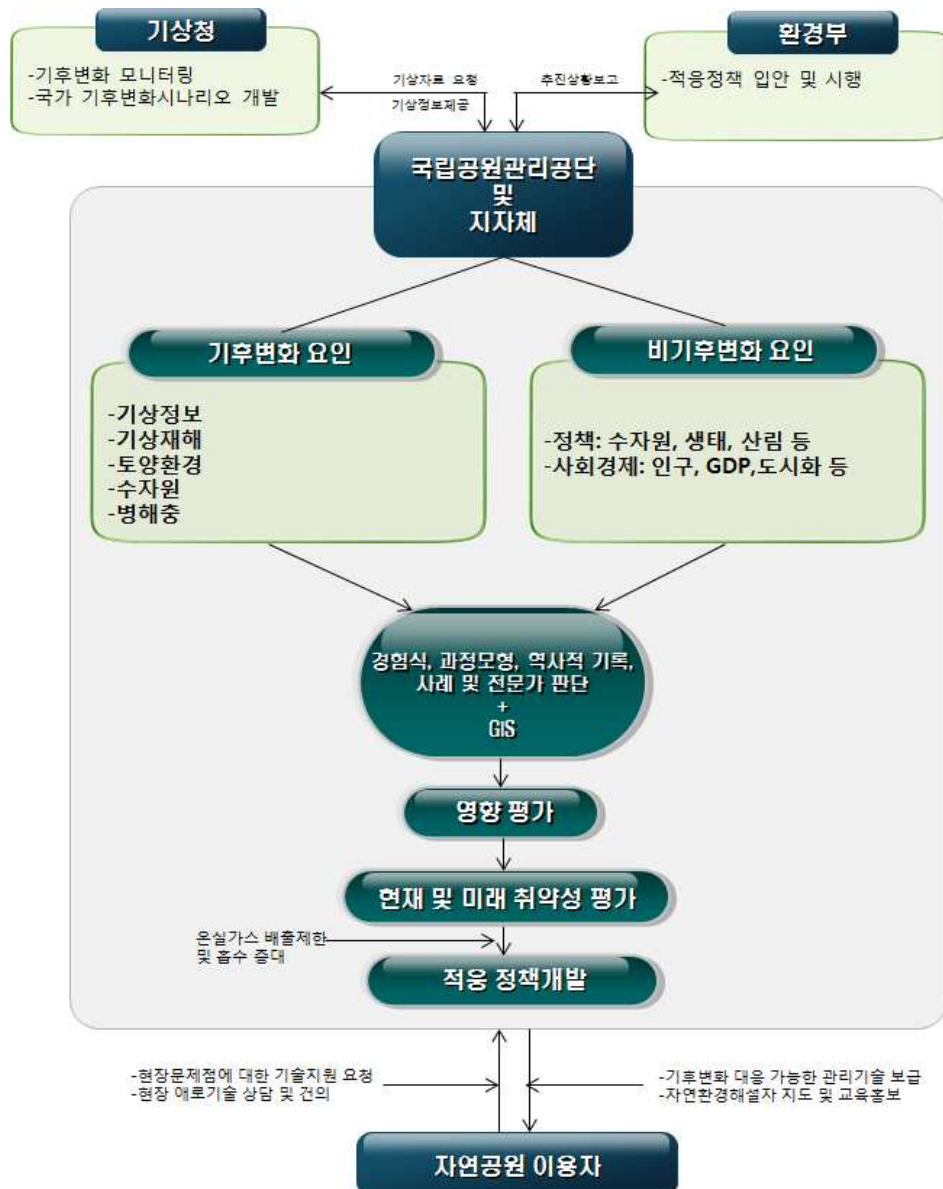 기상청
-기후변화 모니터링
-국가 기후변화시나리오 개발
환경부
-적응정책 입안 및 시행
기상자료 요청
기상정보제공
추진상황보고
국립공원관리공단
및
지자체
기후변화 요인
-기상정보
-기상재해
-토양환경
-수자원
-병해충
비기후변화 요인
-정책: 수자원, 생태, 산림 등
-사회경제: 인구, GDP,도시화 등
경험식, 과정모형, 역사적 기록,
사례 및 전문가 판단
+
GIS
영향 평가
현재 및 미래 취약성 평가
온실가스 배출제한
및 흡수 증대
적응 정책개발
-현장문제점에 대한 기술지원 요청
-현장 애로기술 상담 및 건의
-기후변화 대응 가능한 관리기술 보급
-자연환경해설자 지도 및 교육홍보
자연공원 이용자